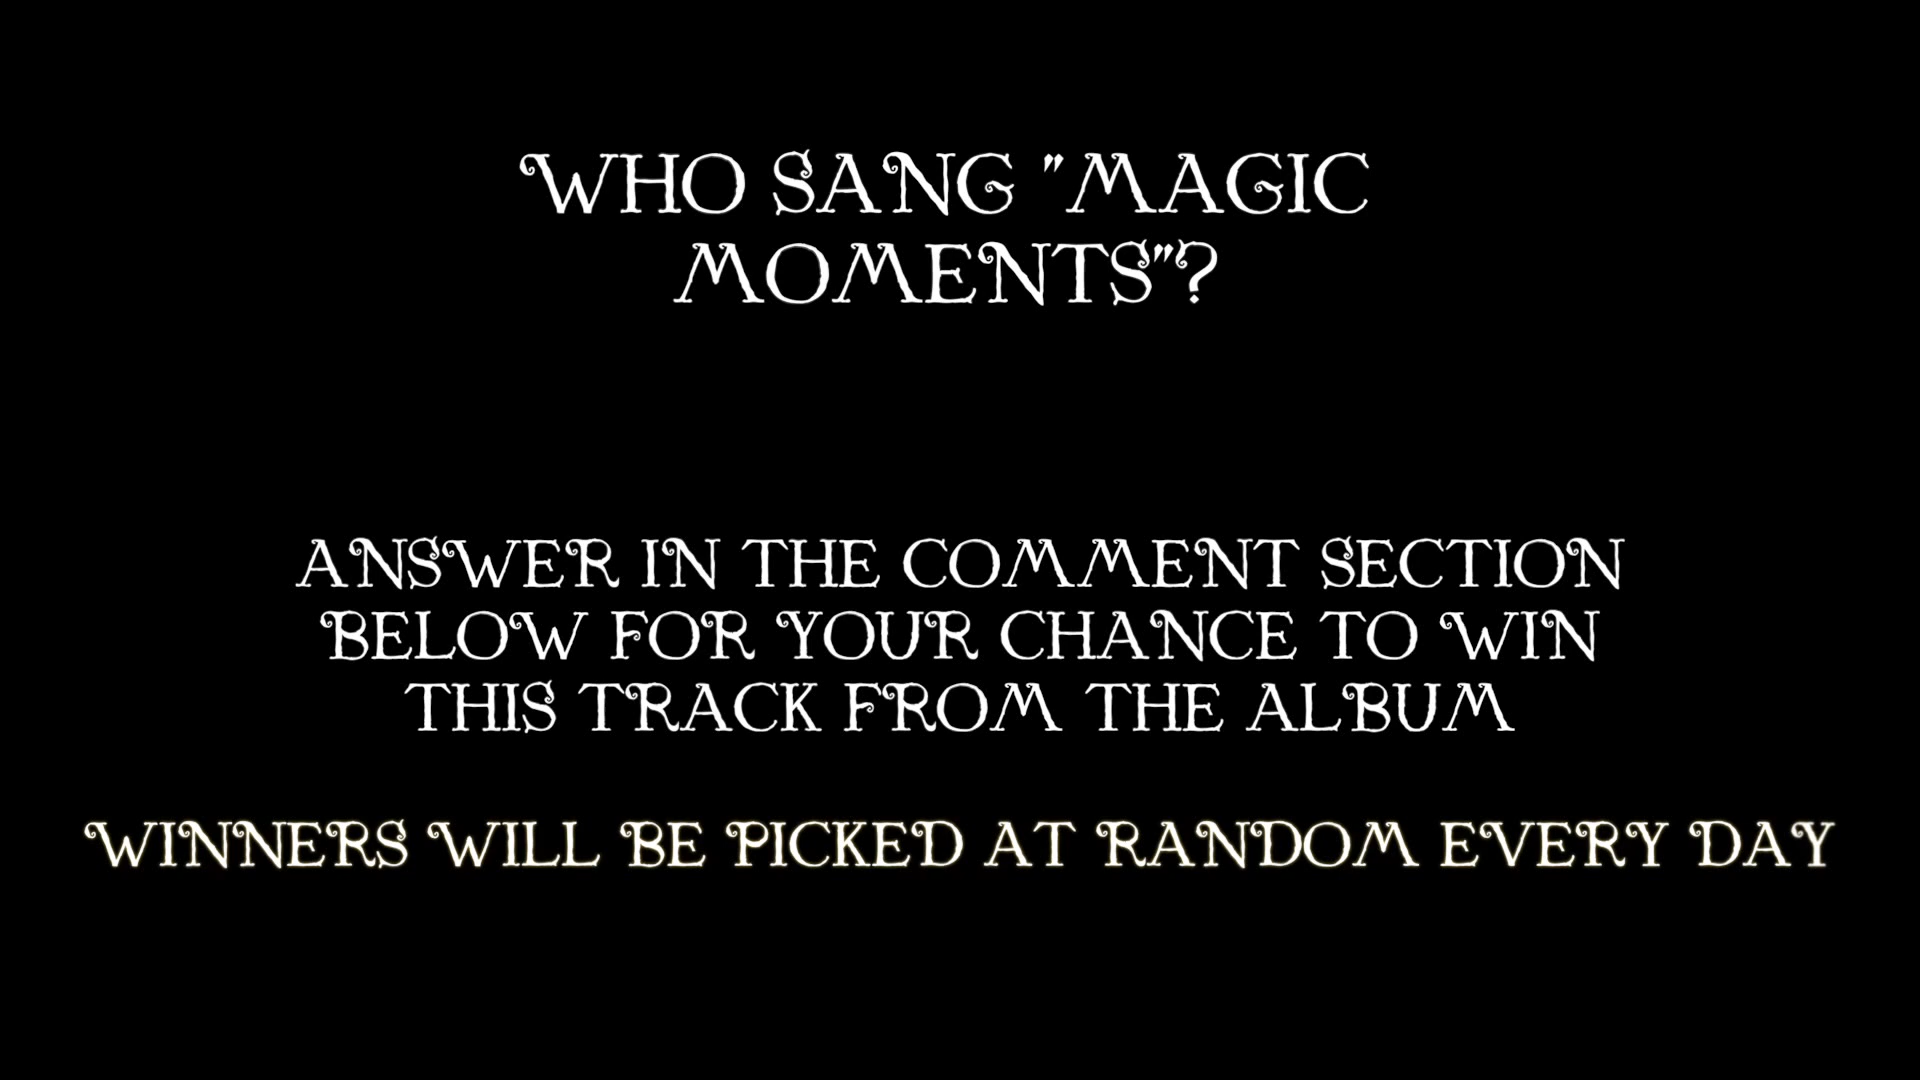 WHO SANG "MAGIC
MOMENTS"?
ANSWER IN THE COMMENT SECTION
BELOW FOR YOUR CHANCE TO WIN
THIS TRACK FROM THE ALBUM
WINNERS WILL BE PICKED AT RANDOM EVERY DAY